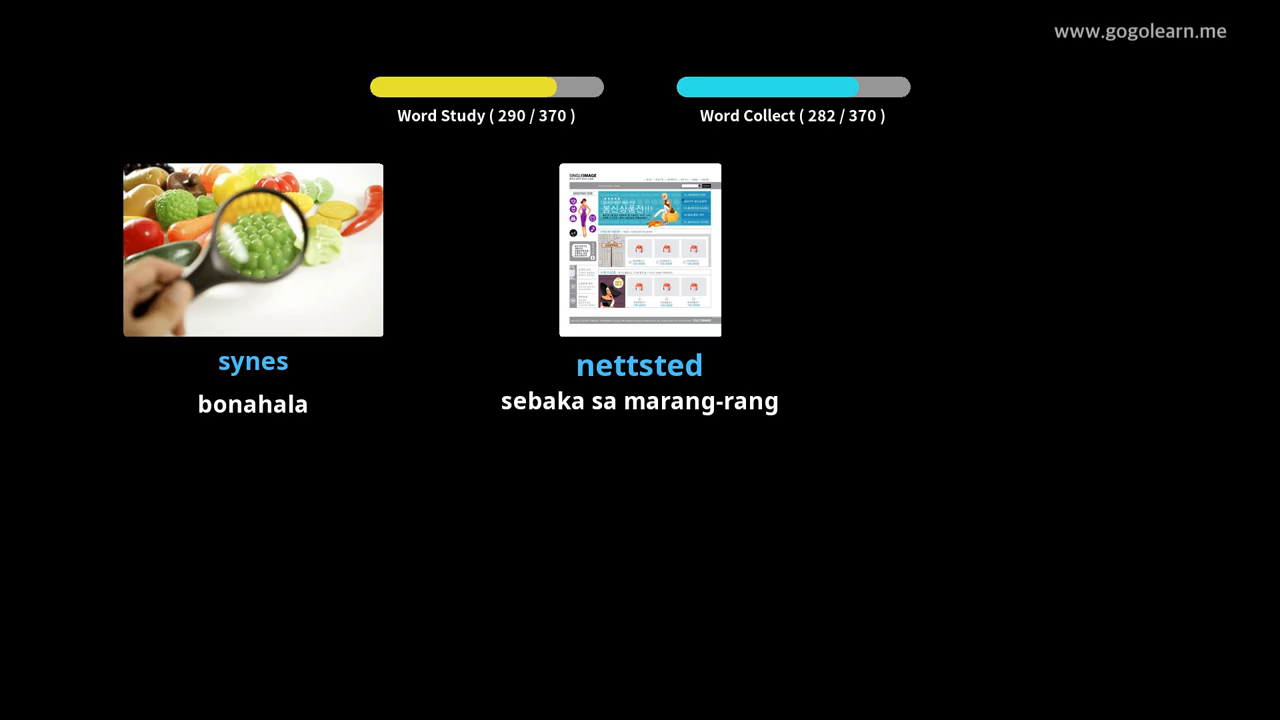 www.gogolearn.me
Word Study ( 290 / 370 )
Word Collect ( 282 / 370 )
synes
bonahala
nettsted
sebaka sa marang-rang